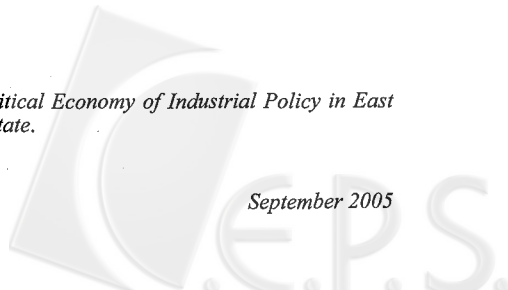 itical Economy of Industrial Policy in East
tate.
September 2005
C.E.P.S.